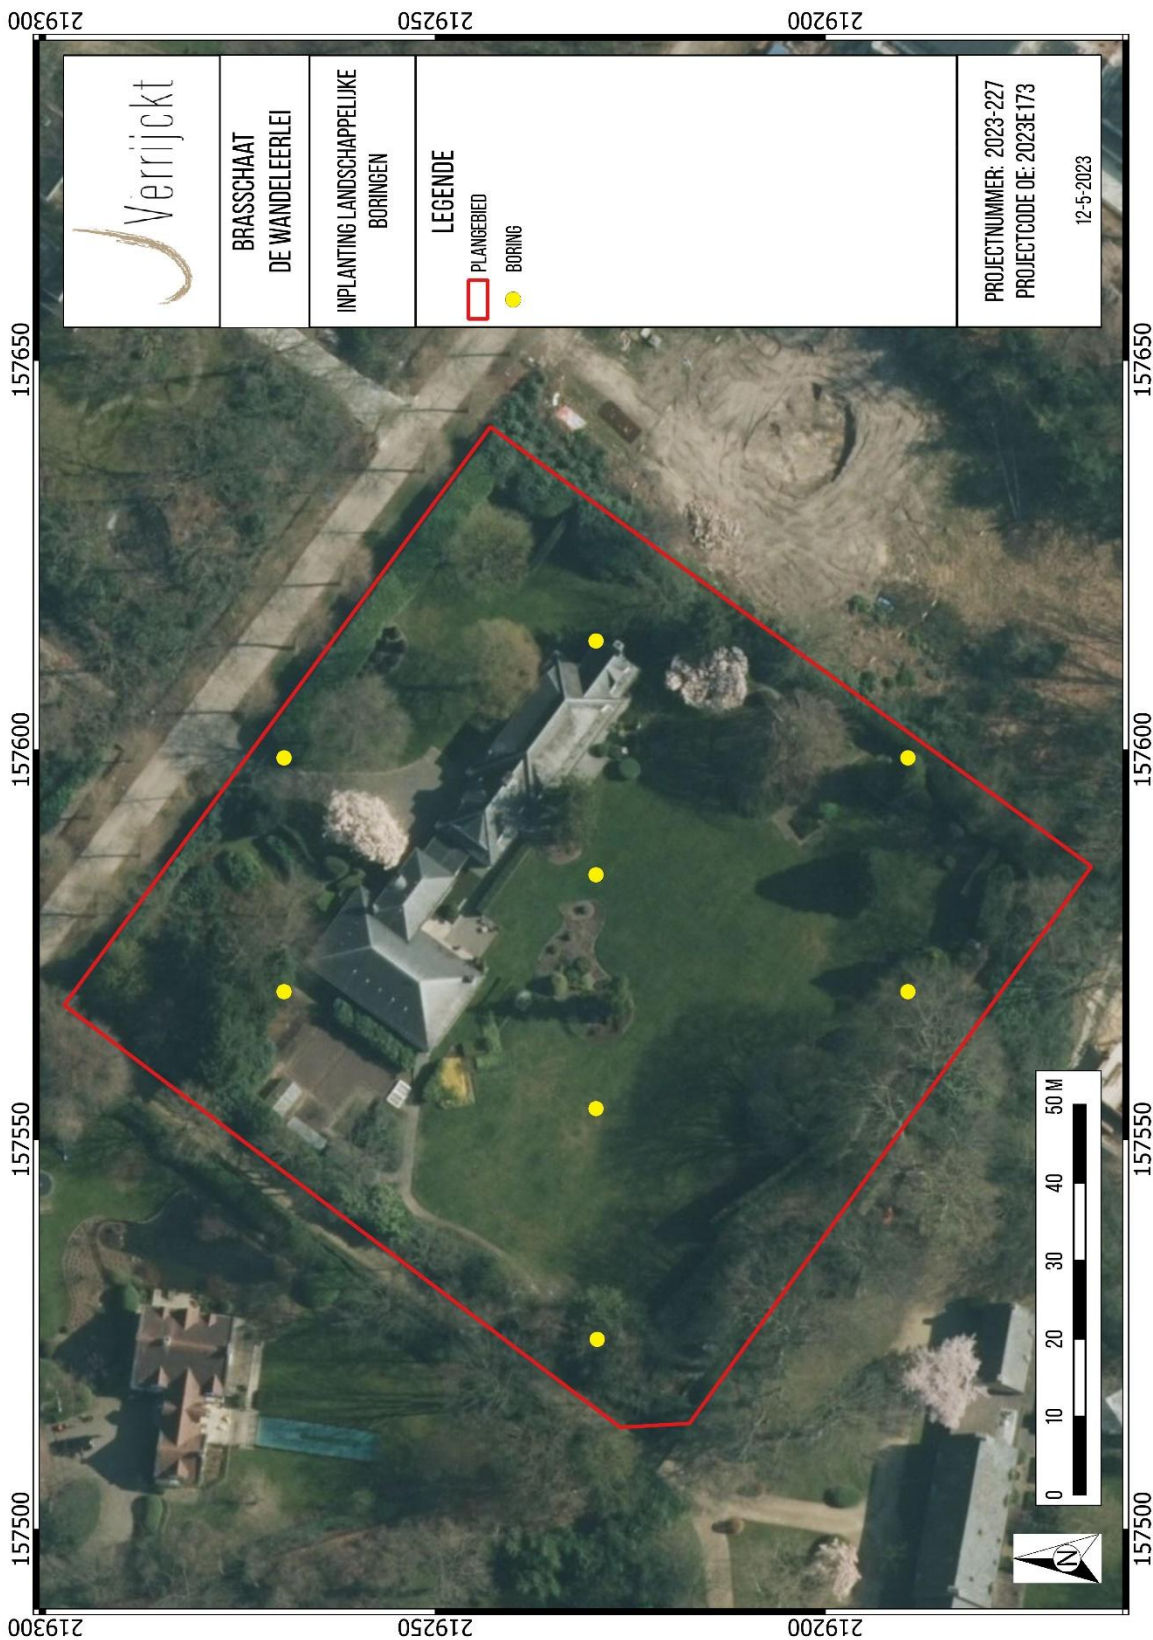 219300
219250
219200
Verrijckt
BRASSCHAAT
DE WANDELEERLEI
INPLANTING LANDSCHAPPELIJKE
BORINGEN
LEGENDE
PLANGEBIED
BORING
PROJECTNUMMER: 2023-227
PROJECTCODE OE: 2023E173
12-5-2023
157650
157600
157550
157500
157650
157600
157550
157500
0 10 20 30 40 50 M
N
219300
219250
219200